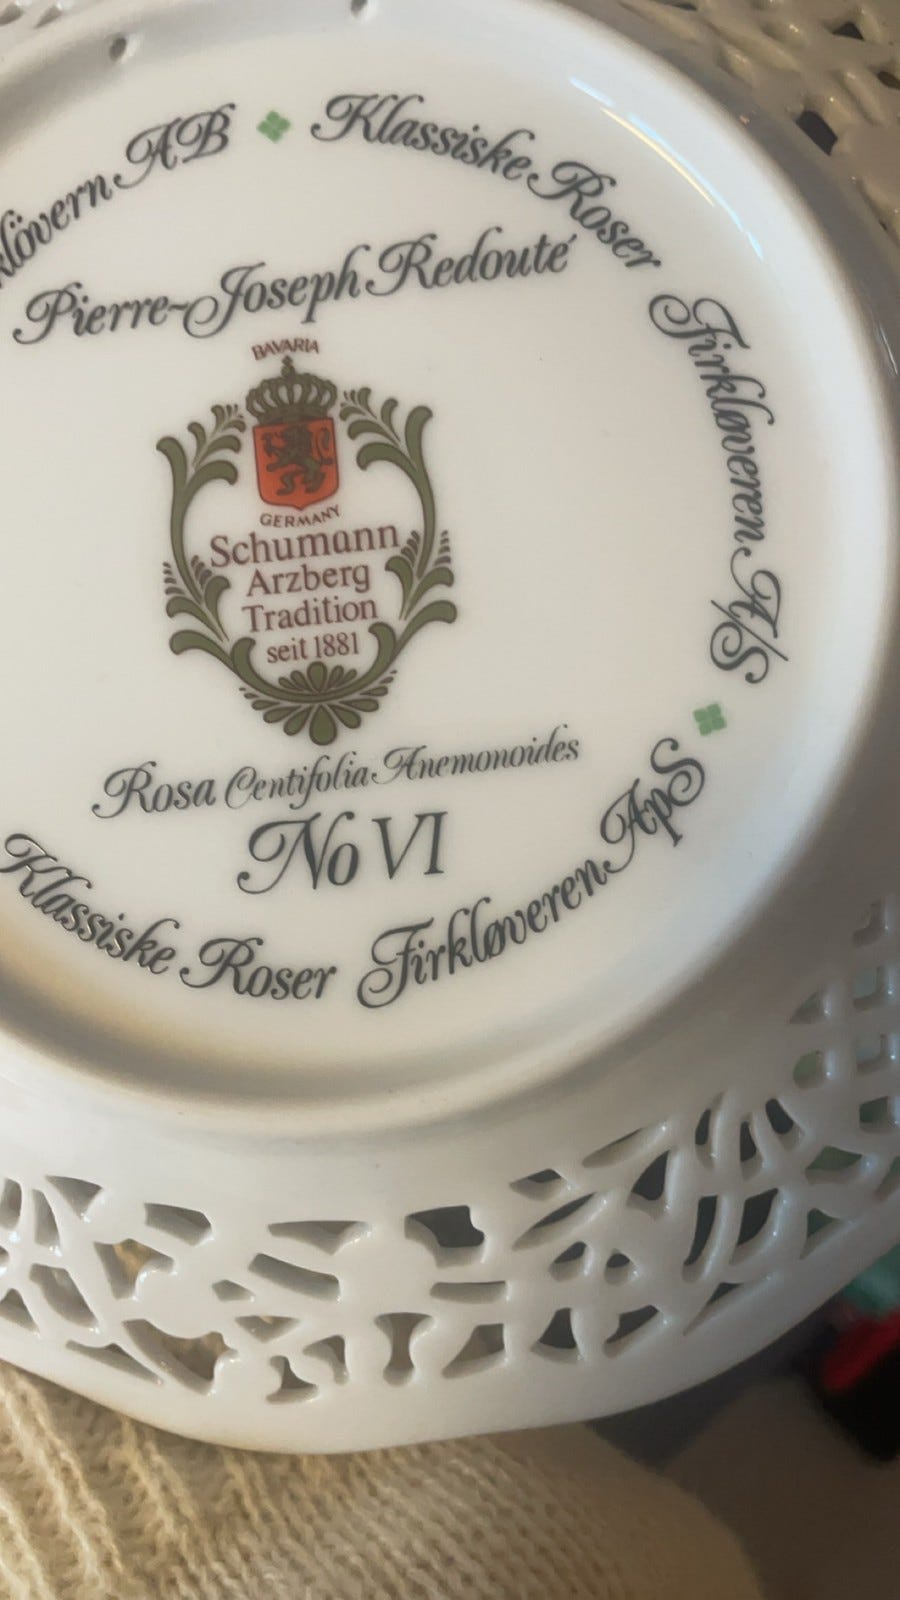 AB
Klassiske Roser
Firkløveren A/S
Pierre-Joseph Redouté
BAVARIA
GERMANY
Schumann
Arzberg
Tradition
seit 1881
Rosa Centifolia Anemonoides
No VI
Klassiske Roser
Firkløveren ApS